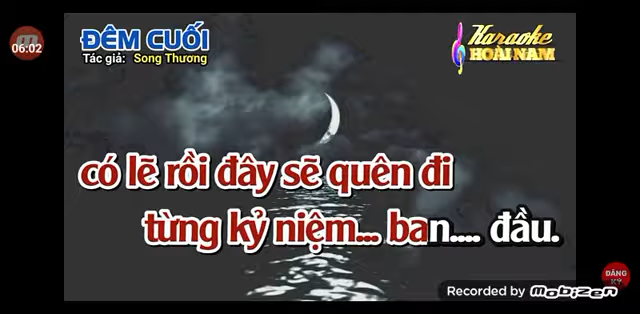 06:02
ĐÊM CUỐI
Tác giả: Song Thương
Karaoke
HOÀI NAM
có lẽ rồi đây sẽ quên đi
từng kỷ niệm... ban.... đầu.
ĐĂNG
KÝ
Recorded by Mobizen